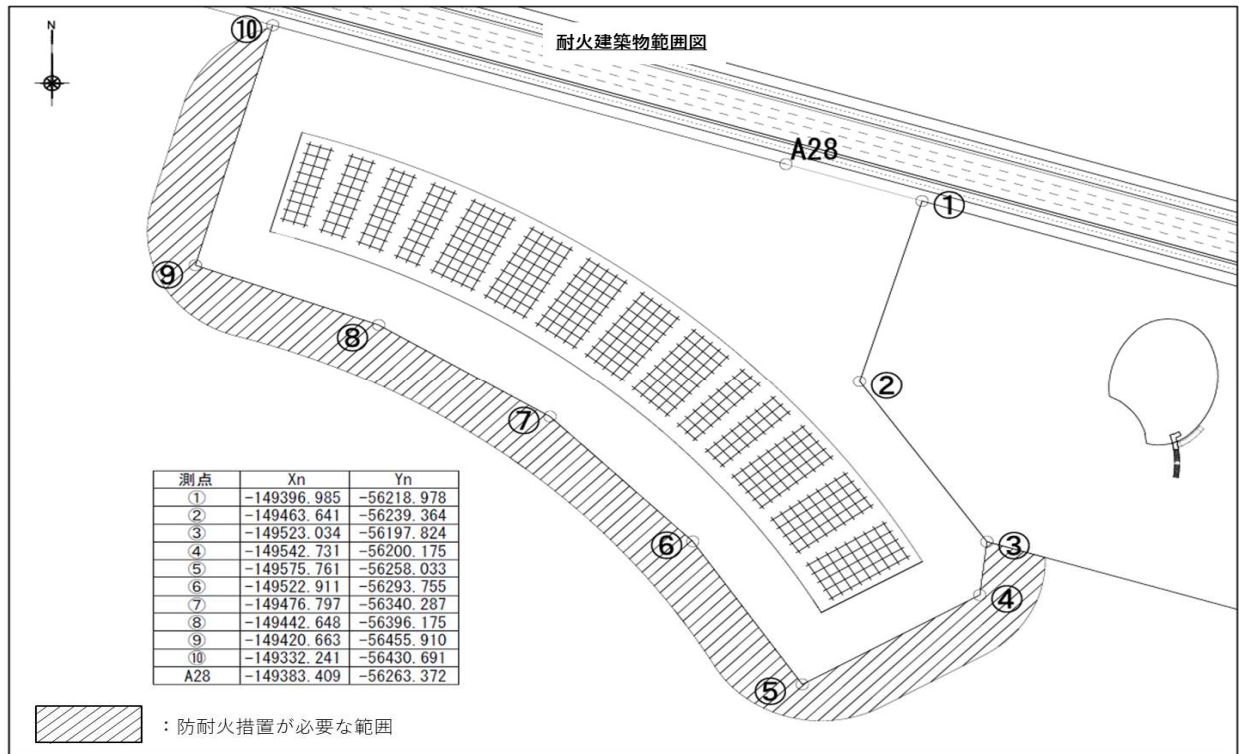 耐火建築物範囲図
N
⑩
A28
①
②
③
④
⑤
⑥
⑦
⑧
⑨
測点 Xn Yn
① -149396.985 -56218.978
② -149463.641 -56239.364
③ -149523.034 -56197.824
④ -149542.731 -56200.175
⑤ -149575.761 -56258.033
⑥ -149522.911 -56293.755
⑦ -149476.797 -56340.287
⑧ -149442.648 -56396.175
⑨ -149420.663 -56455.910
⑩ -149332.241 -56430.691
A28 -149383.409 -56263.372
：防耐火措置が必要な範囲